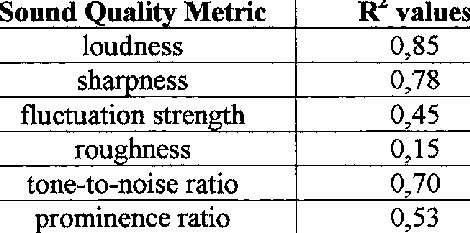 Sound Quality Metric R² values
loudness 0,85
sharpness 0,78
fluctuation strength 0,45
roughness 0,15
tone-to-noise ratio 0,70
prominence ratio 0,53